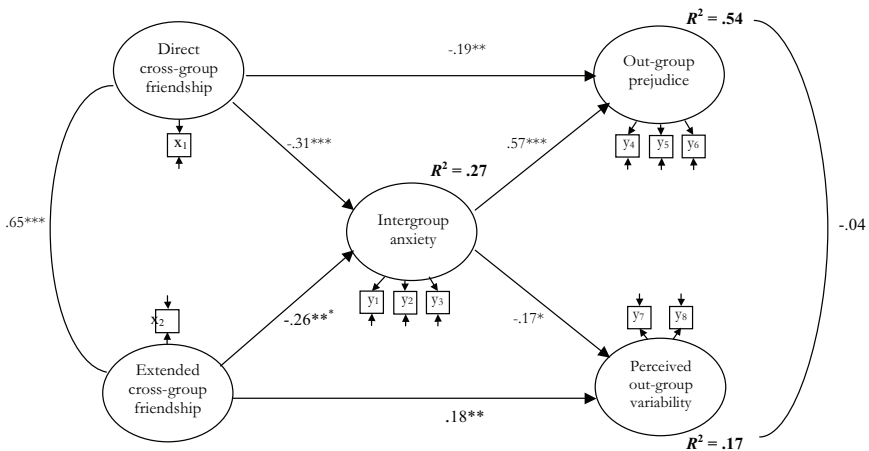 R² = .54
Direct
cross-group
friendship
-.19**
Out-group
prejudice
x₁
y₄ y₅ y₆
-.31***
.57***
R² = .27
.65***
Intergroup
anxiety
-.04
y₁ y₂ y₃
x₂
-.26***
-.17*
y₇ y₈
Extended
cross-group
friendship
Perceived
out-group
variability
.18**
R² = .17